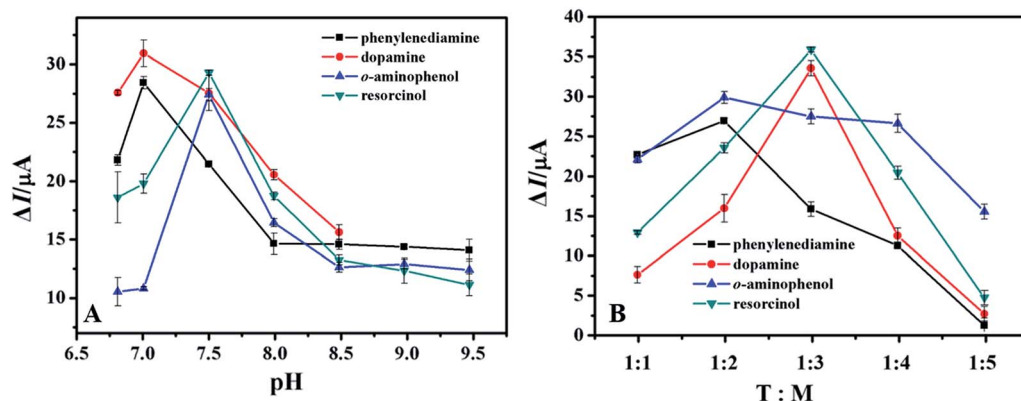 A
ΔI/μA
30
25
20
15
10
6.5 7.0 7.5 8.0 8.5 9.0 9.5
pH
phenylenediamine
dopamine
o-aminophenol
resorcinol
B
ΔI/μA
40
35
30
25
20
15
10
5
0
1:1 1:2 1:3 1:4 1:5
T : M
phenylenediamine
dopamine
o-aminophenol
resorcinol